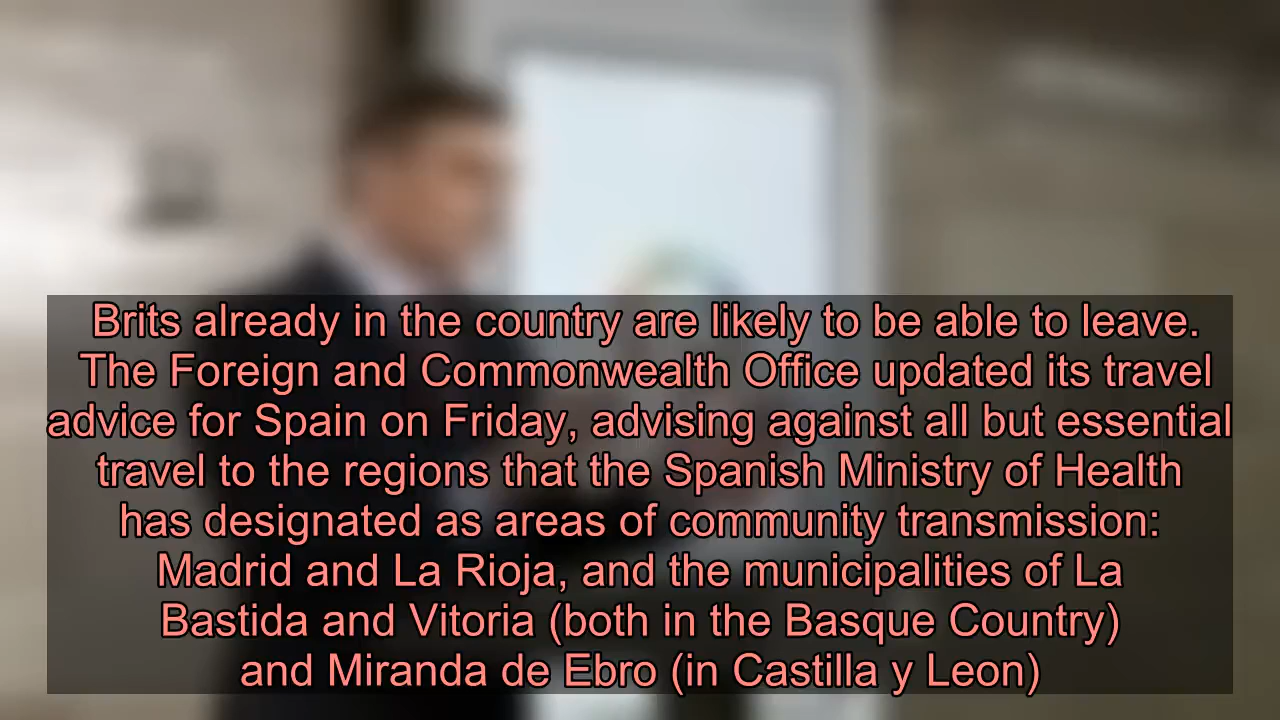 Brits already in the country are likely to be able to leave.
The Foreign and Commonwealth Office updated its travel
advice for Spain on Friday, advising against all but essential
travel to the regions that the Spanish Ministry of Health
has designated as areas of community transmission:
Madrid and La Rioja, and the municipalities of La
Bastida and Vitoria (both in the Basque Country)
and Miranda de Ebro (in Castilla y Leon)